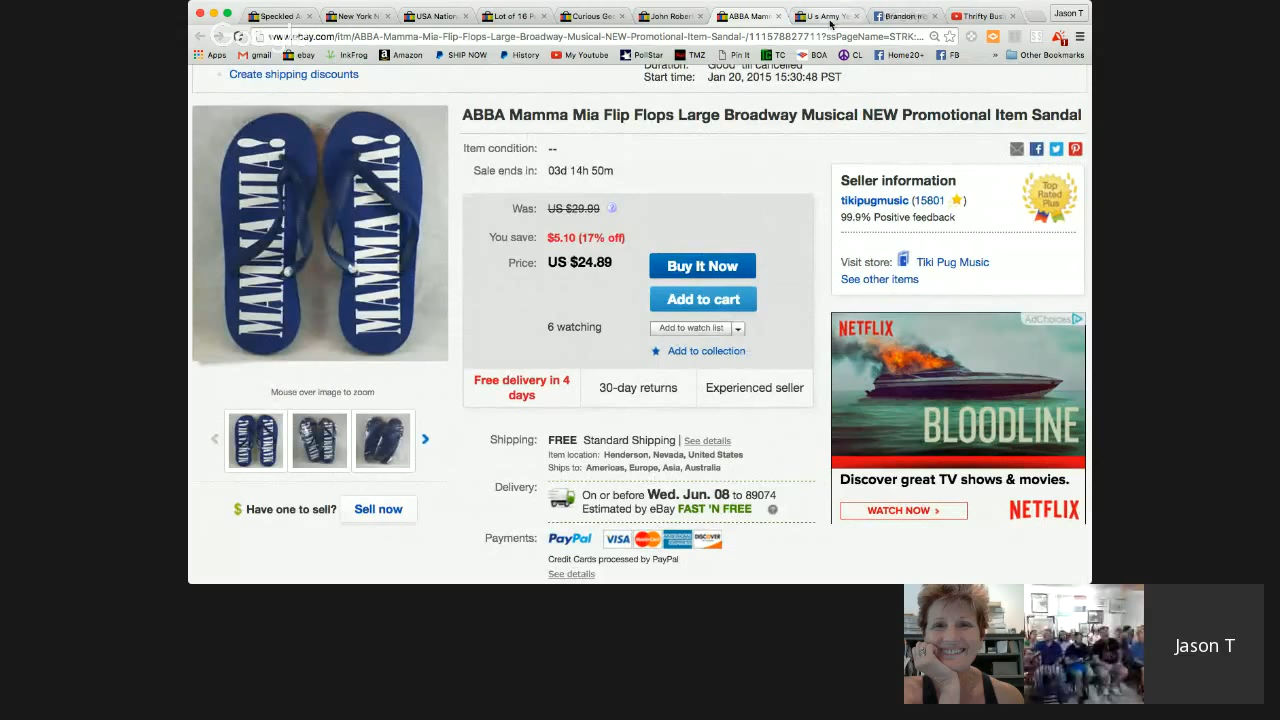 Speckled A
New York N
USA Nation
Lot of 16 P
Curious Ge
John Rober
ABBA Mamm
U s Army
Brandon
Thrifty Bus
Jason T
www.ebay.com/itm/ABBA-Mamma-Mia-Flip-Flops-Large-Broadway-Musical-NEW-Promotional-Item-Sandal-/111578827711?ssPageName=STRK:...
Apps
gmail
ebay
InkFrog
Amazon
SHIP NOW
History
My Youtube
PollStar
TMZ
Pin It
TC
BOA
CL
Home20+
FB
»
Other Bookmarks
Create shipping discounts
Duration: Good 'till cancelled
Start time: Jan 20, 2015 15:30:48 PST
MAMMA MIA! MAMMA MIA!
ABBA Mamma Mia Flip Flops Large Broadway Musical NEW Promotional Item Sandal
Item condition: --
Sale ends in: 03d 14h 50m
Was: US $29.99
You save: $5.10 (17% off)
Price: US $24.89
Buy It Now
Add to cart
6 watching
Add to watch list
Add to collection
Free delivery in 4
days
30-day returns
Experienced seller
Shipping: FREE Standard Shipping | See details
Item location: Henderson, Nevada, United States
Ships to: Americas, Europe, Asia, Australia
Delivery: On or before Wed. Jun. 08 to 89074
Estimated by eBay FAST 'N FREE
Payments: PayPal VISA MasterCard DISCOVER
Credit Cards processed by PayPal
See details
Mouse over image to zoom
$ Have one to sell? Sell now
Seller information
tikipugmusic (15801 )
99.9% Positive feedback
Top
Rated
Plus
Visit store: Tiki Pug Music
See other items
AdChoices
NETFLIX
BLOODLINE
Discover great TV shows & movies.
WATCH NOW >
NETFLIX
Jason T